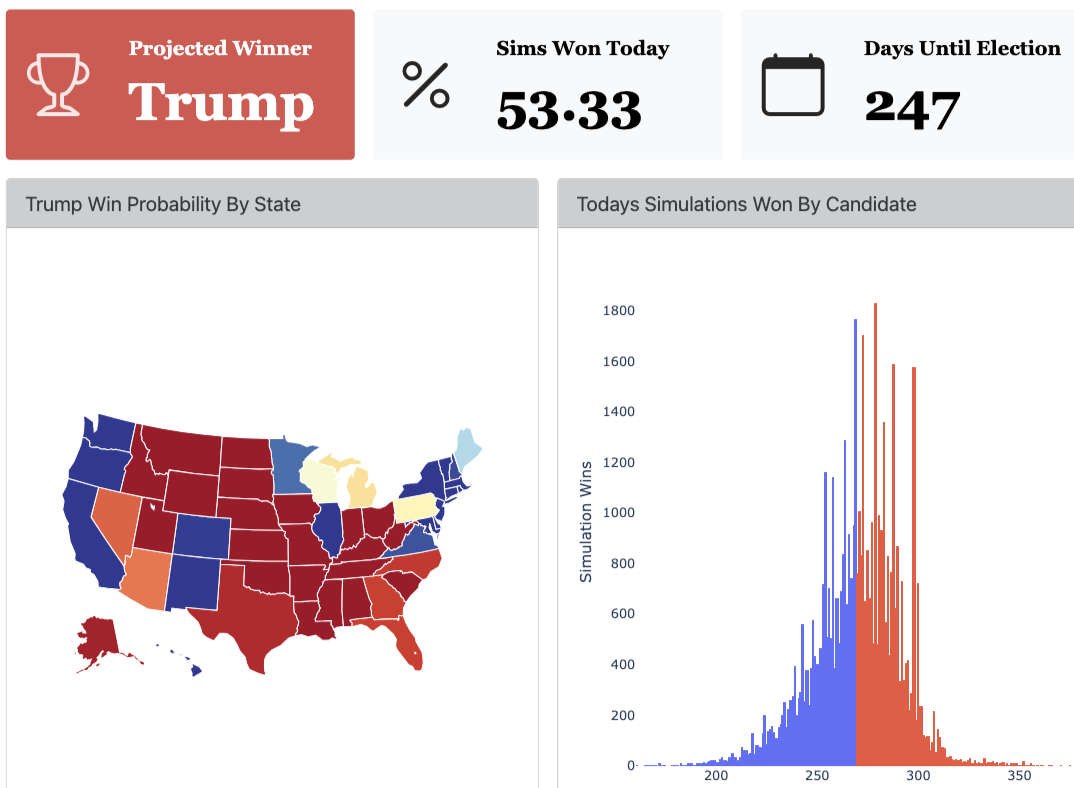 Projected Winner
Trump
Sims Won Today
53.33
Days Until Election
247
Trump Win Probability By State
Todays Simulations Won By Candidate
1800
1600
1400
1200
1000
800
600
400
200
0
Simulation Wins
200
250
300
350